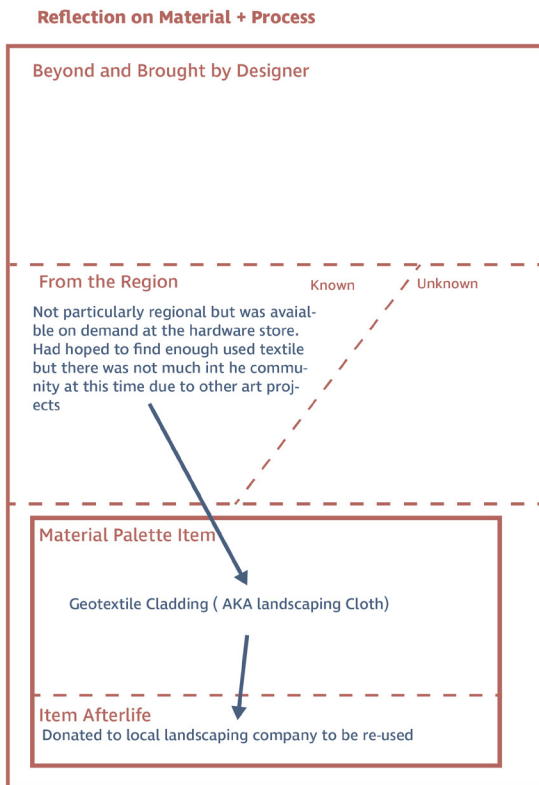 Reflection on Material + Process
Beyond and Brought by Designer
From the Region
Known
Unknown
Not particularly regional but was avaial-
ble on demand at the hardware store.
Had hoped to find enough used textile
but there was not much int he commu-
nity at this time due to other art proj-
ects
Material Palette Item
Geotextile Cladding ( AKA landscaping Cloth)
Item Afterlife
Donated to local landscaping company to be re-used